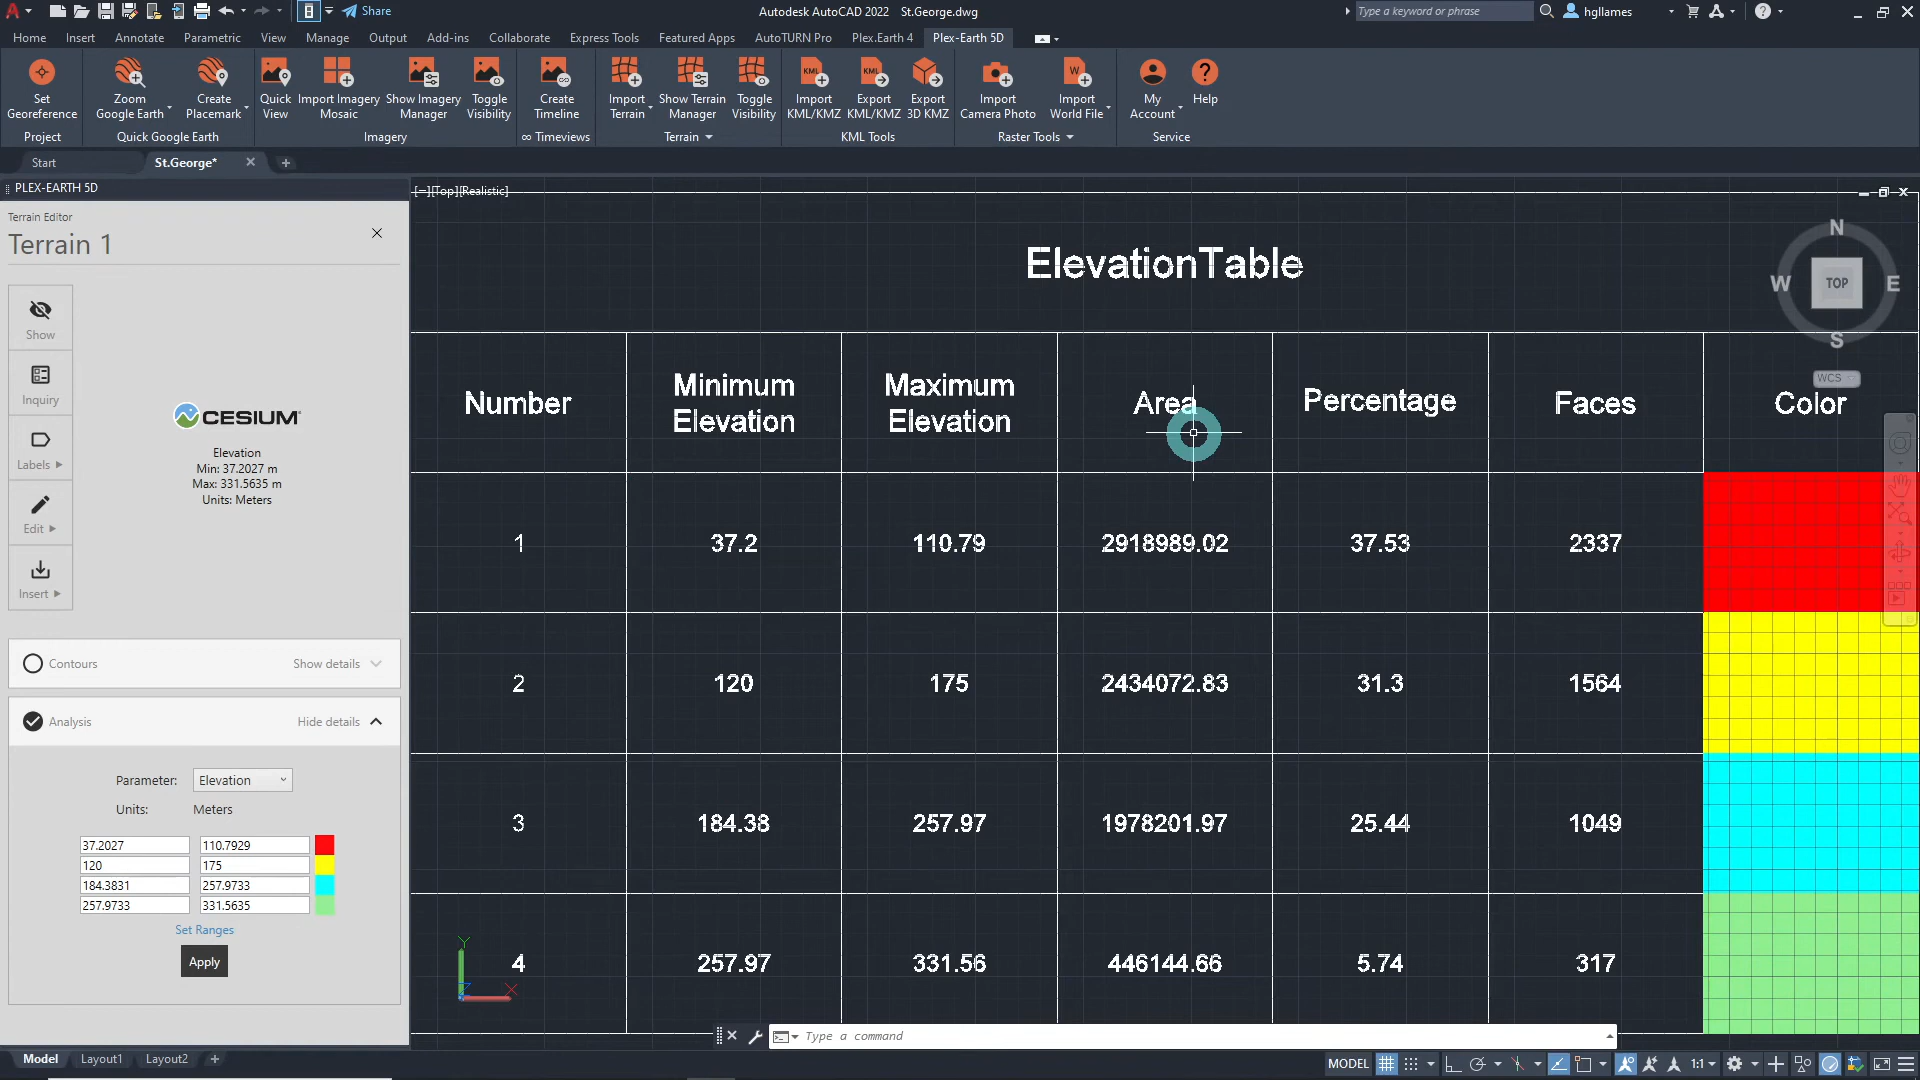 Share
Autodesk AutoCAD 2022 St.George.dwg
Type a keyword or phrase
hgllames
Home Insert Annotate Parametric View Manage Output Add-ins Collaborate Express Tools Featured Apps AutoTURN Pro Plex.Earth 4 Plex-Earth 5D
Set Georeference
Zoom Google Earth
Create Placemark
Quick View
Import Imagery Mosaic
Show Imagery Manager
Toggle Visibility
Create Timeline
Import Terrain
Show Terrain Manager
Toggle Visibility
Import KML/KMZ
Export KML/KMZ
Export 3D KMZ
Import Camera Photo
Import World File
My Account
Help
Project Quick Google Earth Imagery ∞ Timeviews Terrain KML Tools Raster Tools Service
Start St.George*
PLEX-EARTH 5D
Terrain Editor
Terrain 1
Show
Inquiry
Labels
Edit
Insert
CESIUM
Elevation
Min: 37.2027 m
Max: 331.5635 m
Units: Meters
Contours Show details
Analysis Hide details
Parameter: Elevation
Units: Meters
37.2027 110.7929
120 175
184.3831 257.9733
257.9733 331.5635
Set Ranges
Apply
[−][Top][Realistic]
ElevationTable
Number Minimum Elevation Maximum Elevation Area Percentage Faces Color
1 37.2 110.79 2918989.02 37.53 2337
2 120 175 2434072.83 31.3 1564
3 184.38 257.97 1978201.97 25.44 1049
4 257.97 331.56 446144.66 5.74 317
N
W TOP E
S
WCS
Y
X
Type a command
Model Layout1 Layout2
MODEL 1:1